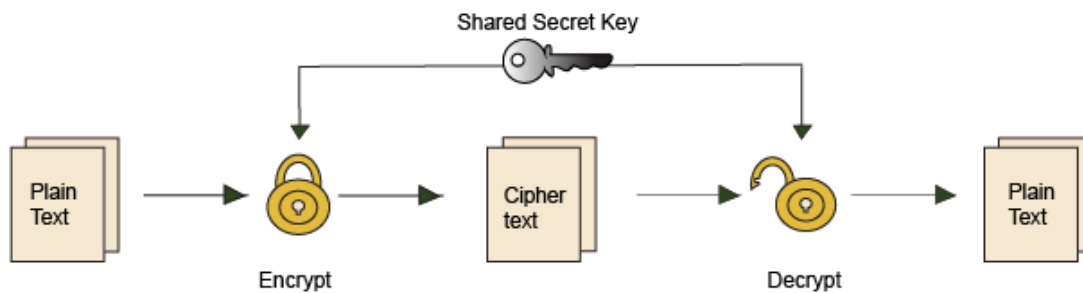 Shared Secret Key
Plain
Text
Cipher
text
Plain
Text
Encrypt
Decrypt